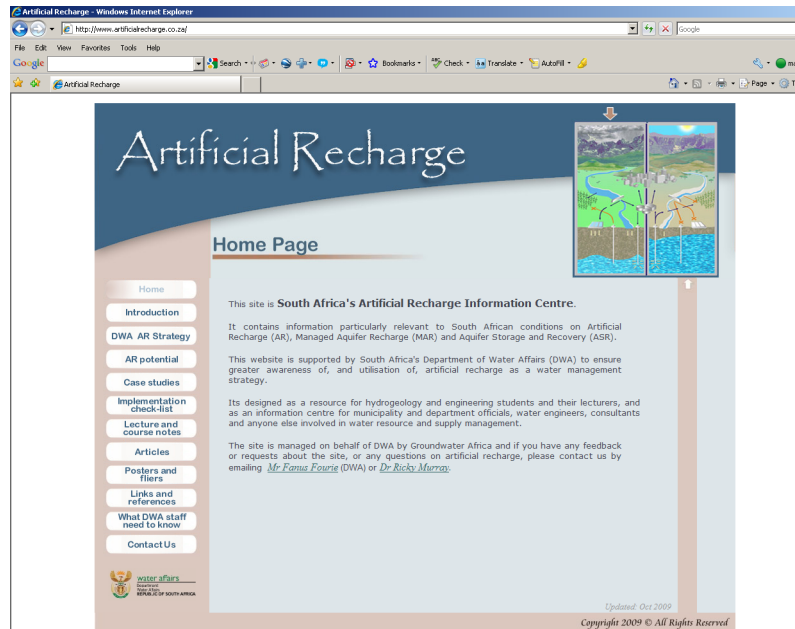 Artificial Recharge - Windows Internet Explorer
http://www.artificialrecharge.co.za/
Google
File Edit View Favorites Tools Help
Google
Search
Bookmarks
Check
Translate
AutoFill
Artificial Recharge
Page
Artificial Recharge
Home Page
Home
Introduction
DWA AR Strategy
AR potential
Case studies
Implementation
check-list
Lecture and
course notes
Articles
Posters and
fliers
Links and
references
What DWA staff
need to know
Contact Us
water affairs
Department:
Water Affairs
REPUBLIC OF SOUTH AFRICA
This site is South Africa's Artificial Recharge Information Centre.
It contains information particularly relevant to South African conditions on Artificial
Recharge (AR), Managed Aquifer Recharge (MAR) and Aquifer Storage and Recovery (ASR).
This website is supported by South Africa's Department of Water Affairs (DWA) to ensure
greater awareness of, and utilisation of, artificial recharge as a water management
strategy.
Its designed as a resource for hydrogeology and engineering students and their lecturers, and
as an information centre for municipality and department officials, water engineers, consultants
and anyone else involved in water resource and supply management.
The site is managed on behalf of DWA by Groundwater Africa and if you have any feedback
or requests about the site, or any questions on artificial recharge, please contact us by
emailing Mr Fanus Fourie (DWA) or Dr Ricky Murray.
Updated: Oct 2009
Copyright 2009 © All Rights Reserved